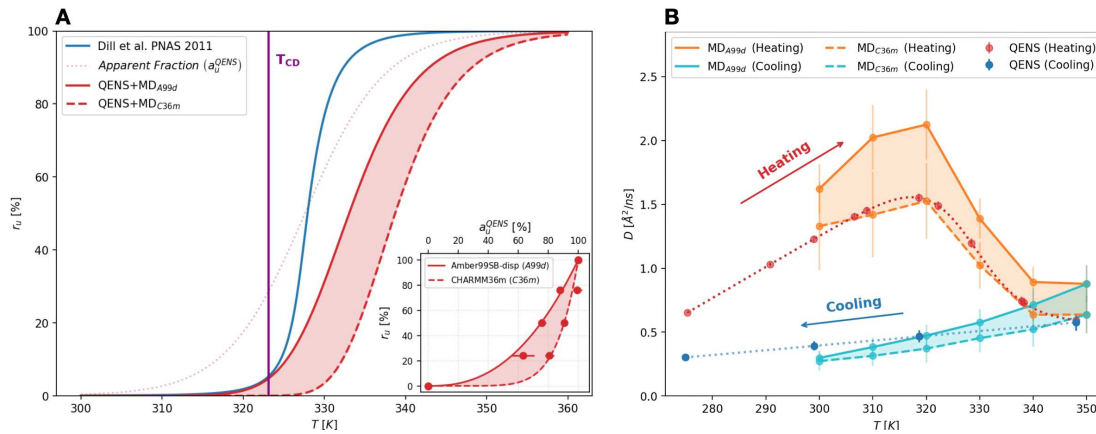 A
Dill et al. PNAS 2011
Apparent Fraction (a_u^QENS)
QENS+MD_A99d
QENS+MD_C36m
T_CD
r_u [%]
100
80
60
40
20
0
300 310 320 330 340 350 360
T [K]
a_u^QENS [%]
0 20 40 60 80 100
Amber99SB-disp (A99d)
CHARMM36m (C36m)
r_u [%]
100
80
60
40
20
0
B
MD_A99d (Heating) MD_C36m (Heating) QENS (Heating)
MD_A99d (Cooling) MD_C36m (Cooling) QENS (Cooling)
Heating
Cooling
D [Å²/ns]
2.5
2.0
1.5
1.0
0.5
0.0
280 290 300 310 320 330 340 350
T [K]